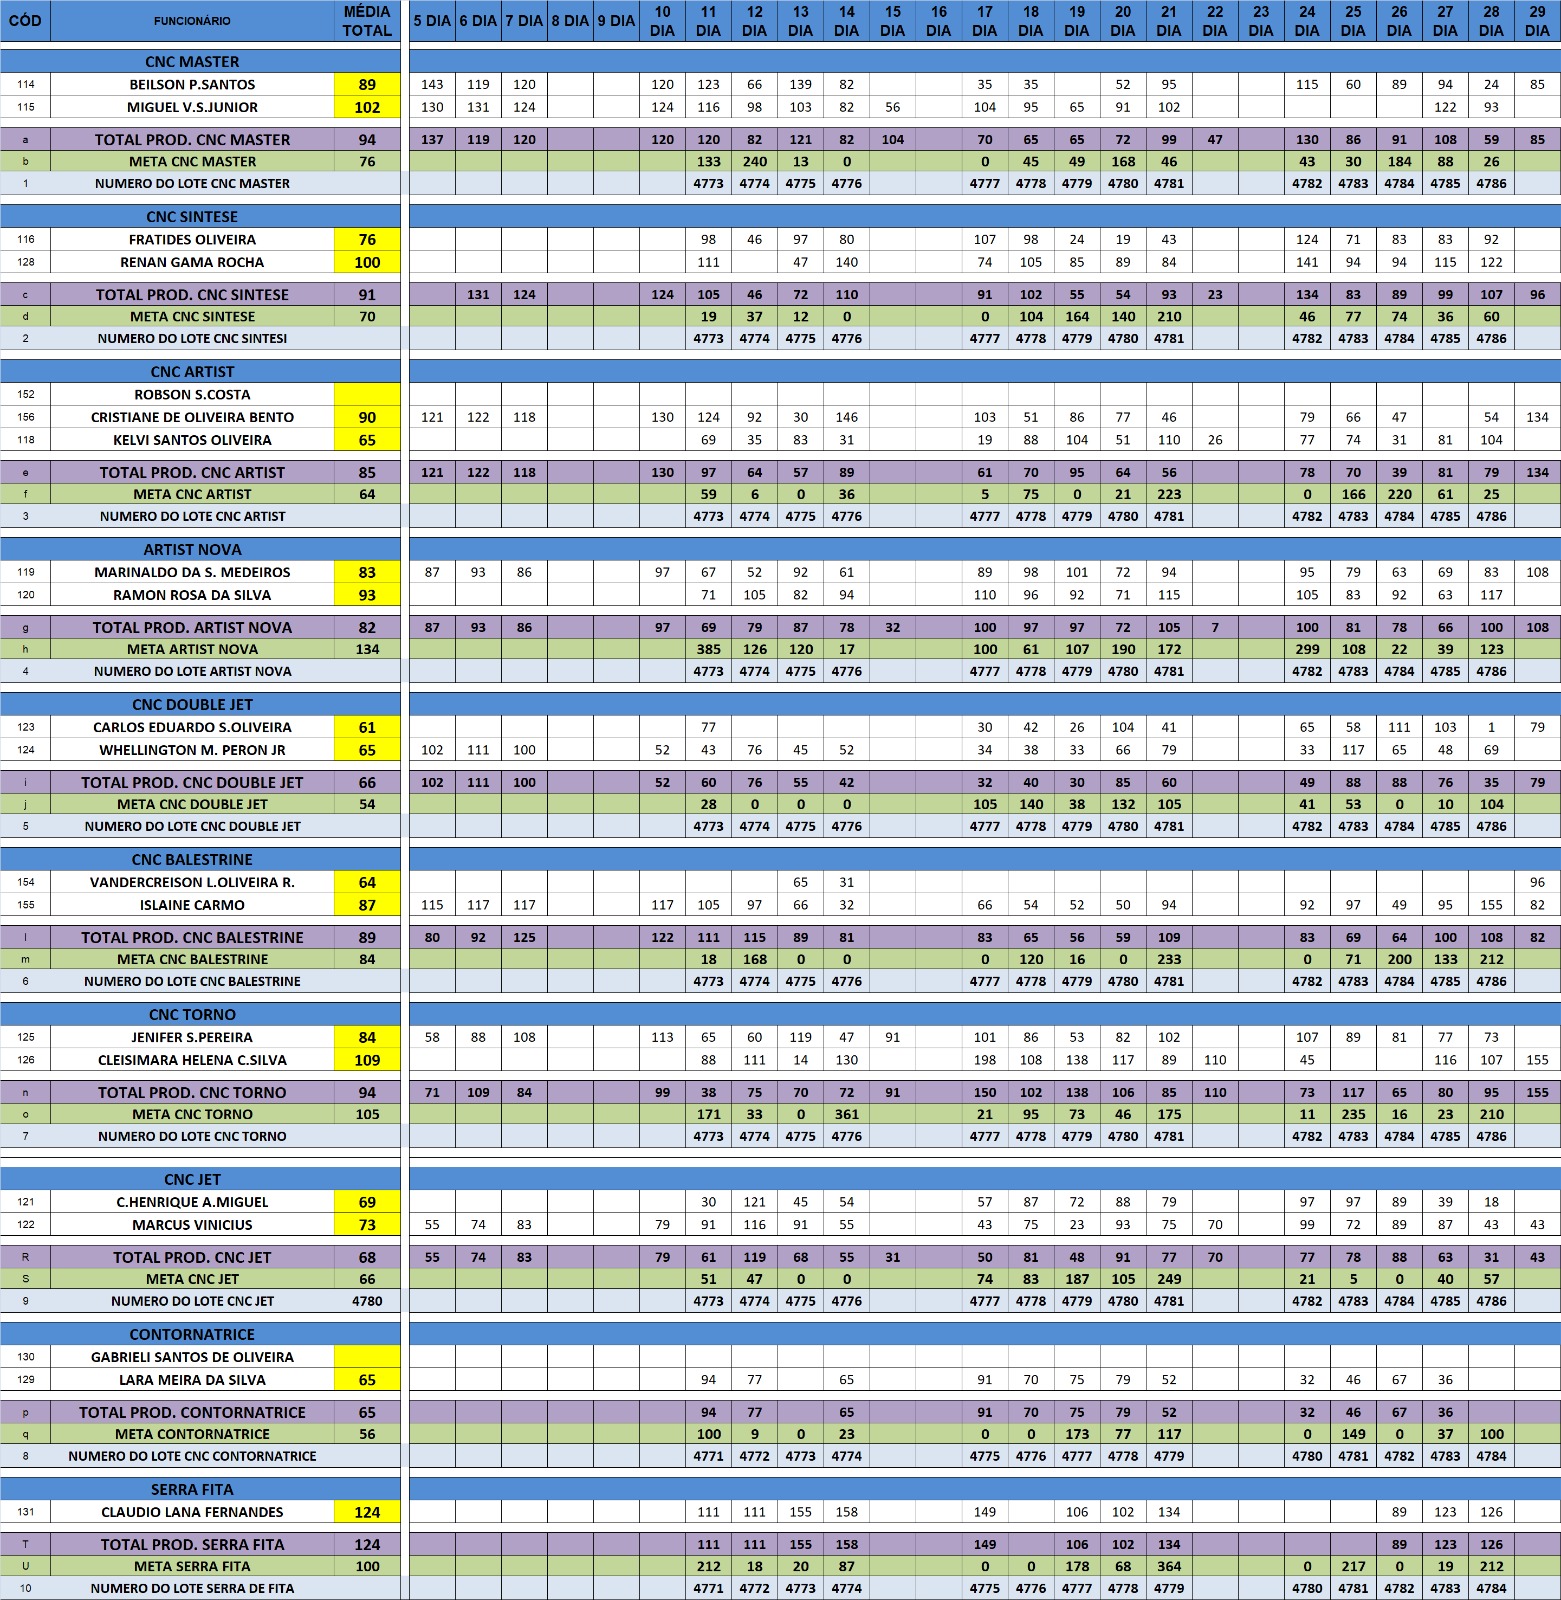 CÓD FUNCIONÁRIO MÉDIA TOTAL 5 DIA 6 DIA 7 DIA 8 DIA 9 DIA 10 DIA 11 DIA 12 DIA 13 DIA 14 DIA 15 DIA 16 DIA 17 DIA 18 DIA 19 DIA 20 DIA 21 DIA 22 DIA 23 DIA 24 DIA 25 DIA 26 DIA 27 DIA 28 DIA 29 DIA
CNC MASTER
114 BEILSON P.SANTOS 89 143 119 120 120 123 66 139 82 35 35 52 95 115 60 89 94 24 85
115 MIGUEL V.S.JUNIOR 102 130 131 124 124 116 98 103 82 56 104 95 65 91 102 122 93
a TOTAL PROD. CNC MASTER 94 137 119 120 120 120 82 121 82 104 70 65 65 72 99 47 130 86 91 108 59 85
b META CNC MASTER 76 133 240 13 0 0 45 49 168 46 43 30 184 88 26
1 NUMERO DO LOTE CNC MASTER 4773 4774 4775 4776 4777 4778 4779 4780 4781 4782 4783 4784 4785 4786
CNC SINTESE
116 FRATIDES OLIVEIRA 76 98 46 97 80 107 98 24 19 43 124 71 83 83 92
128 RENAN GAMA ROCHA 100 111 47 140 74 105 85 89 84 141 94 94 115 122
c TOTAL PROD. CNC SINTESE 91 131 124 124 105 46 72 110 91 102 55 54 93 23 134 83 89 99 107 96
d META CNC SINTESE 70 19 37 12 0 0 104 164 140 210 46 77 74 36 60
2 NUMERO DO LOTE CNC SINTESI 4773 4774 4775 4776 4777 4778 4779 4780 4781 4782 4783 4784 4785 4786
CNC ARTIST
152 ROBSON S.COSTA
156 CRISTIANE DE OLIVEIRA BENTO 90 121 122 118 130 124 92 30 146 103 51 86 77 46 79 66 47 54 134
118 KELVI SANTOS OLIVEIRA 65 69 35 83 31 19 88 104 51 110 26 77 74 31 81 104
e TOTAL PROD. CNC ARTIST 85 121 122 118 130 97 64 57 89 61 70 95 64 56 78 70 39 81 79 134
f META CNC ARTIST 64 59 6 0 36 5 75 0 21 223 0 166 220 61 25
3 NUMERO DO LOTE CNC ARTIST 4773 4774 4775 4776 4777 4778 4779 4780 4781 4782 4783 4784 4785 4786
ARTIST NOVA
119 MARINALDO DA S. MEDEIROS 83 87 93 86 97 67 52 92 61 89 98 101 72 94 95 79 63 69 83 108
120 RAMON ROSA DA SILVA 93 71 105 82 94 110 96 92 71 115 105 83 92 63 117
g TOTAL PROD. ARTIST NOVA 82 87 93 86 97 69 79 87 78 32 100 97 97 72 105 7 100 81 78 66 100 108
h META ARTIST NOVA 134 385 126 120 17 100 61 107 190 172 299 108 22 39 123
4 NUMERO DO LOTE ARTIST NOVA 4773 4774 4775 4776 4777 4778 4779 4780 4781 4782 4783 4784 4785 4786
CNC DOUBLE JET
123 CARLOS EDUARDO S.OLIVEIRA 61 77 30 42 26 104 41 65 58 111 103 1 79
124 WHELLINGTON M. PERON JR 65 102 111 100 52 43 76 45 52 34 38 33 66 79 33 117 65 48 69
i TOTAL PROD. CNC DOUBLE JET 66 102 111 100 52 60 76 55 42 32 40 30 85 60 49 88 88 76 35 79
j META CNC DOUBLE JET 54 28 0 0 0 105 140 38 132 105 41 53 0 10 104
5 NUMERO DO LOTE CNC DOUBLE JET 4773 4774 4775 4776 4777 4778 4779 4780 4781 4782 4783 4784 4785 4786
CNC BALESTRINE
154 VANDERCREISON L.OLIVEIRA R. 64 65 31 96
155 ISLAINE CARMO 87 115 117 117 117 105 97 66 32 66 54 52 50 94 92 97 49 95 155 82
l TOTAL PROD. CNC BALESTRINE 89 80 92 125 122 111 115 89 81 83 65 56 59 109 83 69 64 100 108 82
m META CNC BALESTRINE 84 18 168 0 0 0 120 16 0 233 0 71 200 133 212
6 NUMERO DO LOTE CNC BALESTRINE 4773 4774 4775 4776 4777 4778 4779 4780 4781 4782 4783 4784 4785 4786
CNC TORNO
125 JENIFER S.PEREIRA 84 58 88 108 113 65 60 119 47 91 101 86 53 82 102 107 89 81 77 73
126 CLEISIMARA HELENA C.SILVA 109 88 111 14 130 198 108 138 117 89 110 45 116 107 155
n TOTAL PROD. CNC TORNO 94 71 109 84 99 38 75 70 72 91 150 102 138 106 85 110 73 117 65 80 95 155
o META CNC TORNO 105 171 33 0 361 21 95 73 46 175 11 235 16 23 210
7 NUMERO DO LOTE CNC TORNO 4773 4774 4775 4776 4777 4778 4779 4780 4781 4782 4783 4784 4785 4786
CNC JET
121 C.HENRIQUE A.MIGUEL 69 30 121 45 54 57 87 72 88 79 97 97 89 39 18
122 MARCUS VINICIUS 73 55 74 83 79 91 116 91 55 43 75 23 93 75 70 99 72 89 87 43 43
R TOTAL PROD. CNC JET 68 55 74 83 79 61 119 68 55 31 50 81 48 91 77 70 77 78 88 63 31 43
S META CNC JET 66 51 47 0 0 74 83 187 105 249 21 5 0 40 57
9 NUMERO DO LOTE CNC JET 4780 4773 4774 4775 4776 4777 4778 4779 4780 4781 4782 4783 4784 4785 4786
CONTORNATRICE
130 GABRIELI SANTOS DE OLIVEIRA
129 LARA MEIRA DA SILVA 65 94 77 65 91 70 75 79 52 32 46 67 36
p TOTAL PROD. CONTORNATRICE 65 94 77 65 91 70 75 79 52 32 46 67 36
q META CONTORNATRICE 56 100 9 0 23 0 0 173 77 117 0 149 0 37 100
8 NUMERO DO LOTE CNC CONTORNATRICE 4771 4772 4773 4774 4775 4776 4777 4778 4779 4780 4781 4782 4783 4784
SERRA FITA
131 CLAUDIO LANA FERNANDES 124 111 111 155 158 149 106 102 134 89 123 126
T TOTAL PROD. SERRA FITA 124 111 111 155 158 149 106 102 134 89 123 126
U META SERRA FITA 100 212 18 20 87 0 0 178 68 364 0 217 0 19 212
10 NUMERO DO LOTE SERRA DE FITA 4771 4772 4773 4774 4775 4776 4777 4778 4779 4780 4781 4782 4783 4784